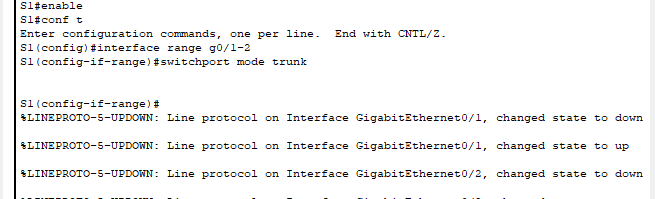 S1#enable
S1#conf t
Enter configuration commands, one per line.  End with CNTL/Z.
S1(config)#interface range g0/1-2
S1(config-if-range)#switchport mode trunk
S1(config-if-range)#
%LINEPROTO-5-UPDOWN: Line protocol on Interface GigabitEthernet0/1, changed state to down
%LINEPROTO-5-UPDOWN: Line protocol on Interface GigabitEthernet0/1, changed state to up
%LINEPROTO-5-UPDOWN: Line protocol on Interface GigabitEthernet0/2, changed state to down